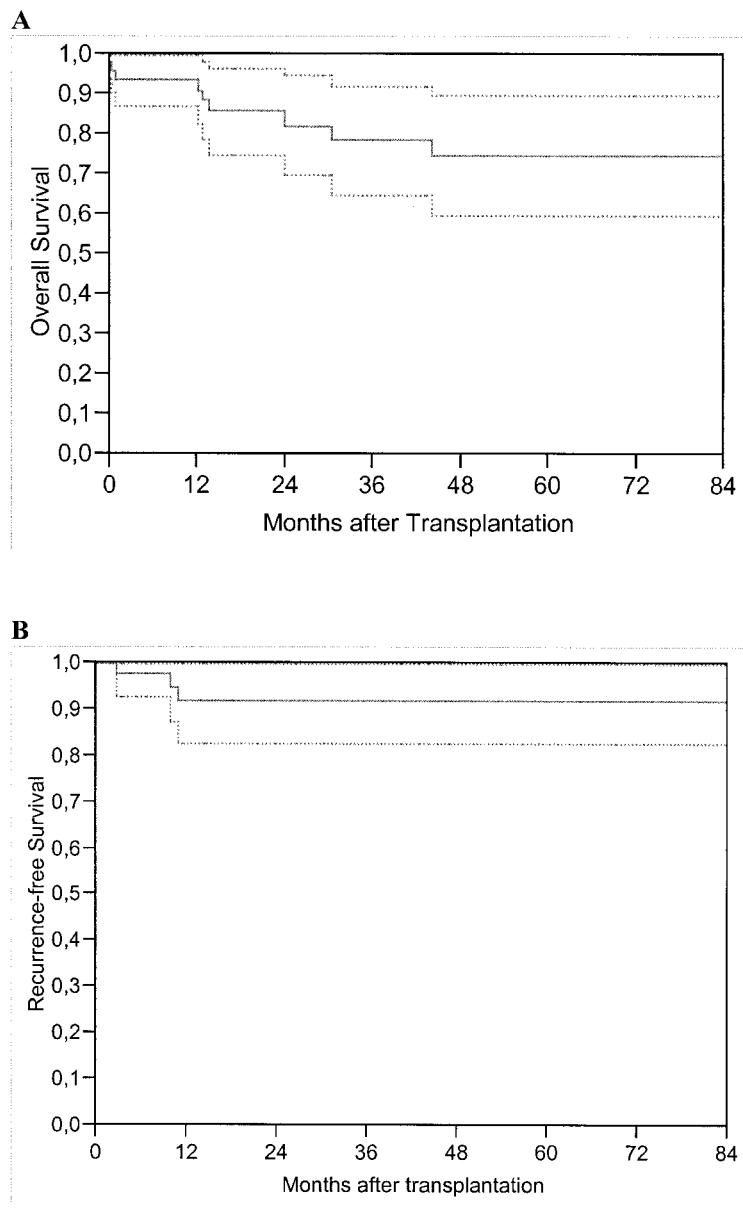 A
1,0
0,9
0,8
0,7
0,6
0,5
0,4
0,3
0,2
0,1
0,0
Overall Survival
0 12 24 36 48 60 72 84
Months after Transplantation
B
1,0
0,9
0,8
0,7
0,6
0,5
0,4
0,3
0,2
0,1
0,0
Recurrence-free Survival
0 12 24 36 48 60 72 84
Months after transplantation